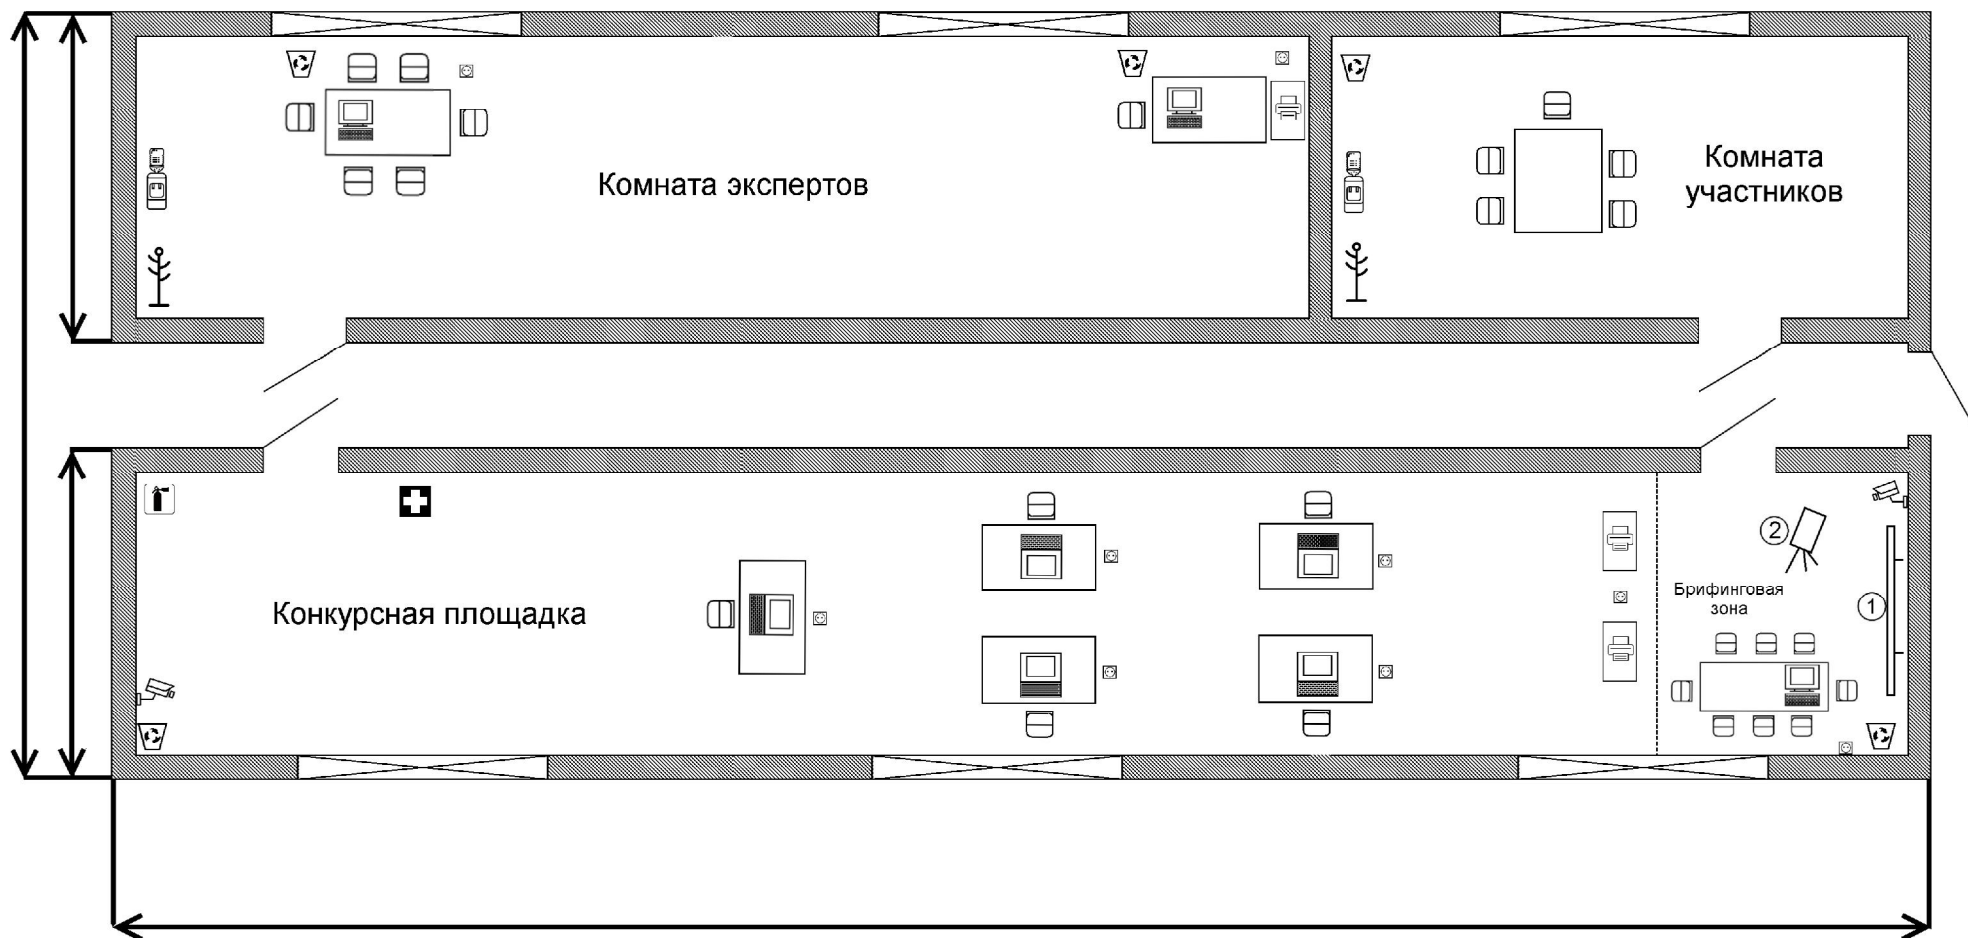 Комната экспертов
Комната
участников
Конкурсная площадка
2
Брифинговая
зона
1